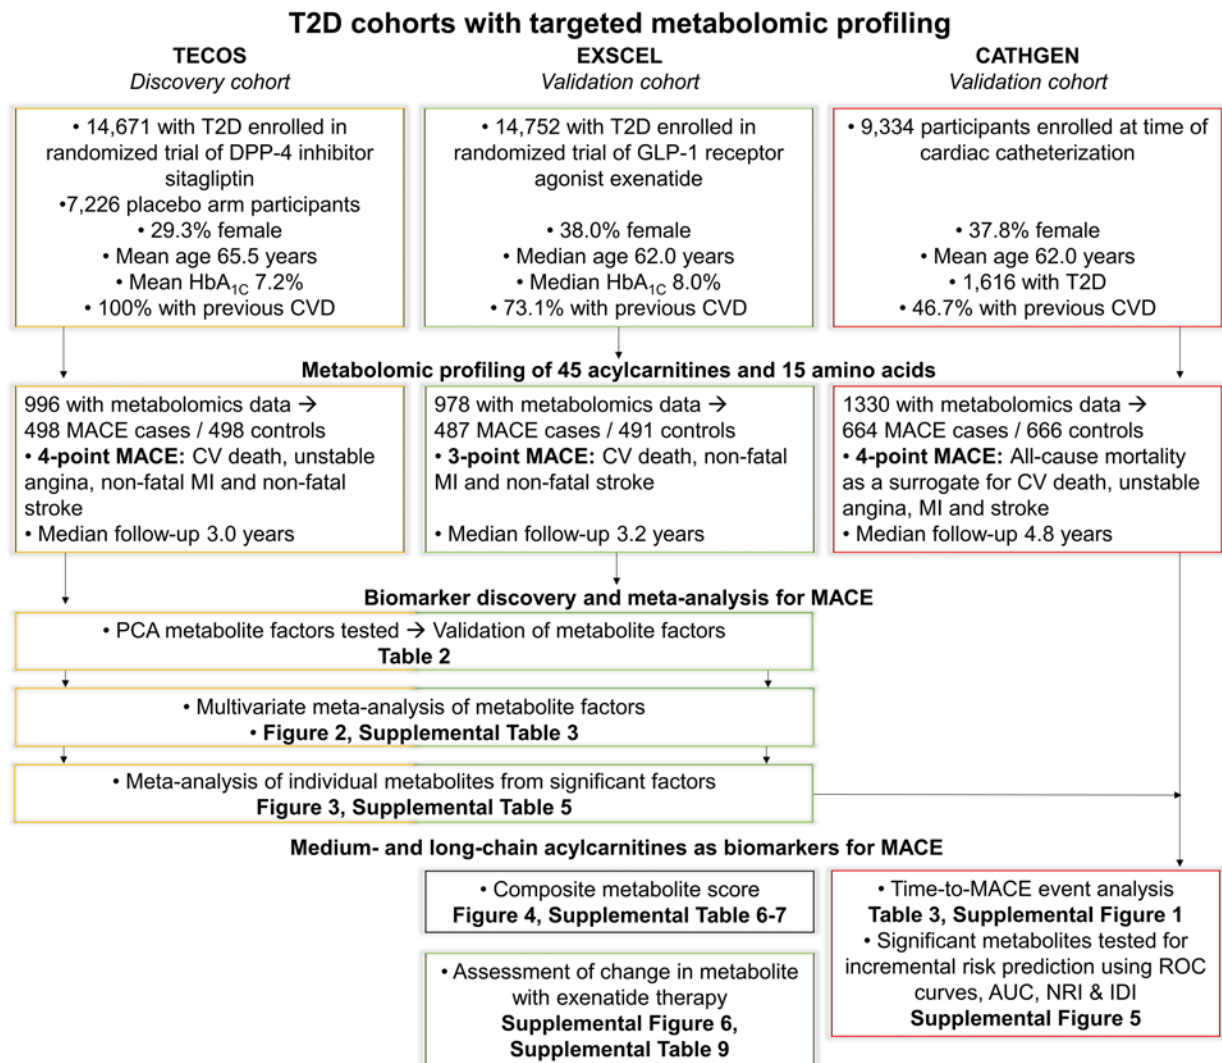 T2D cohorts with targeted metabolomic profiling
TECOS
Discovery cohort
EXSCEL
Validation cohort
CATHGEN
Validation cohort
• 14,671 with T2D enrolled in
randomized trial of DPP-4 inhibitor
sitagliptin
•7,226 placebo arm participants
• 29.3% female
• Mean age 65.5 years
• Mean HbA1C 7.2%
• 100% with previous CVD
• 14,752 with T2D enrolled in
randomized trial of GLP-1 receptor
agonist exenatide
• 38.0% female
• Median age 62.0 years
• Median HbA1C 8.0%
• 73.1% with previous CVD
• 9,334 participants enrolled at time of
cardiac catheterization
• 37.8% female
• Mean age 62.0 years
• 1,616 with T2D
• 46.7% with previous CVD
Metabolomic profiling of 45 acylcarnitines and 15 amino acids
996 with metabolomics data →
498 MACE cases / 498 controls
• 4-point MACE: CV death, unstable
angina, non-fatal MI and non-fatal
stroke
• Median follow-up 3.0 years
978 with metabolomics data →
487 MACE cases / 491 controls
• 3-point MACE: CV death, non-fatal
MI and non-fatal stroke
• Median follow-up 3.2 years
1330 with metabolomics data →
664 MACE cases / 666 controls
• 4-point MACE: All-cause mortality
as a surrogate for CV death, unstable
angina, MI and stroke
• Median follow-up 4.8 years
Biomarker discovery and meta-analysis for MACE
• PCA metabolite factors tested → Validation of metabolite factors
Table 2
• Multivariate meta-analysis of metabolite factors
• Figure 2, Supplemental Table 3
• Meta-analysis of individual metabolites from significant factors
Figure 3, Supplemental Table 5
Medium- and long-chain acylcarnitines as biomarkers for MACE
• Composite metabolite score
Figure 4, Supplemental Table 6-7
• Assessment of change in metabolite
with exenatide therapy
Supplemental Figure 6,
Supplemental Table 9
• Time-to-MACE event analysis
Table 3, Supplemental Figure 1
• Significant metabolites tested for
incremental risk prediction using ROC
curves, AUC, NRI & IDI
Supplemental Figure 5